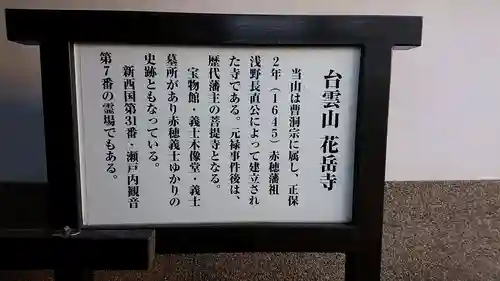 台雲山 花岳寺
当山は曹洞宗に属し、正保
2年(1645)赤穂藩祖
浅野長直公によって建立され
た寺である。元禄事件後は、
歴代藩主の菩提寺となる。
宝物館・義士木像堂・義士
墓所があり赤穂義士ゆかりの
史跡ともなっている。
新西国第31番・瀬戸内観音
第7番の霊場でもある。